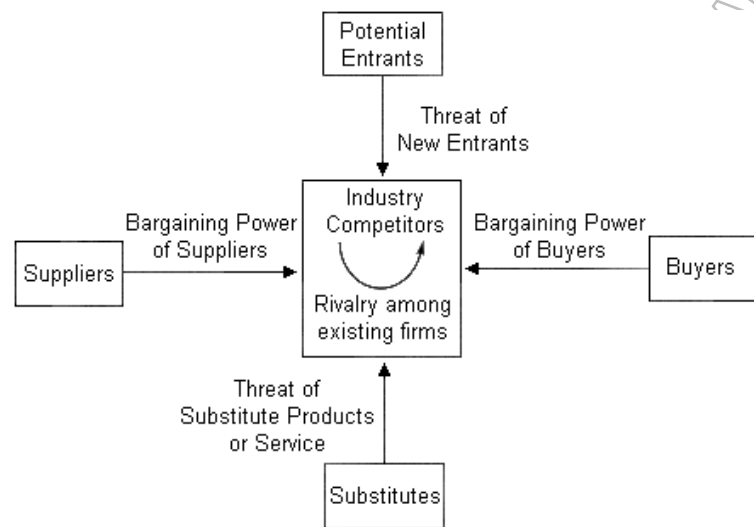 Potential
Entrants
Threat of
New Entrants
Industry
Competitors
Bargaining Power
of Suppliers
Bargaining Power
of Buyers
Suppliers
Buyers
Rivalry among
existing firms
Threat of
Substitute Products
or Service
Substitutes